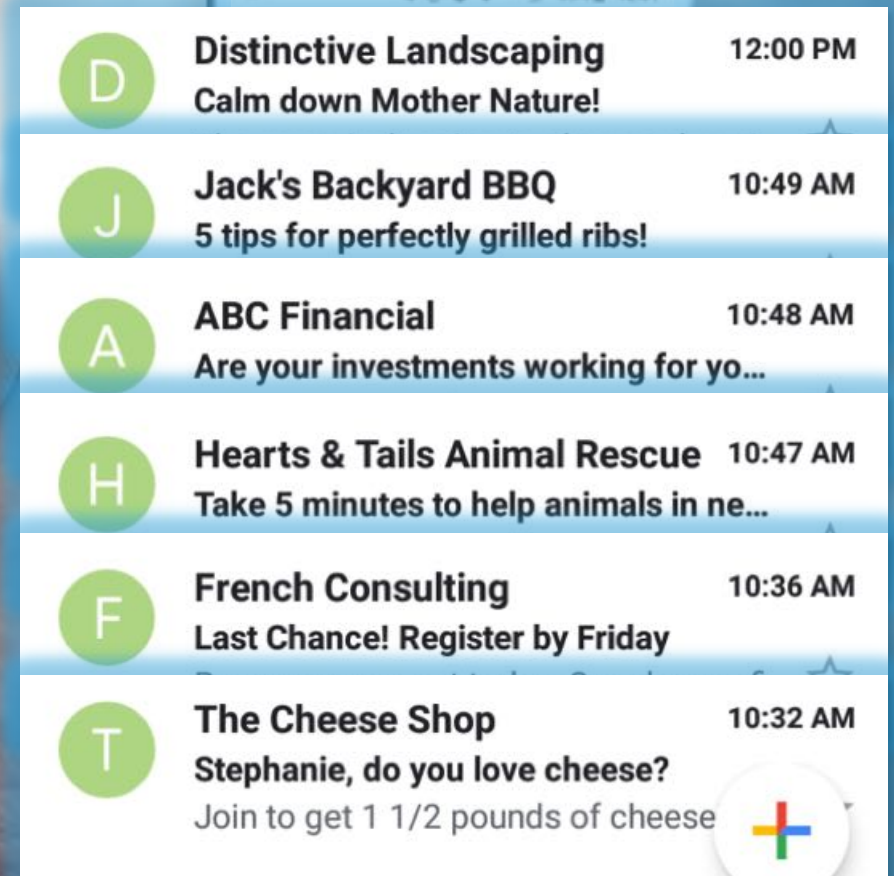 D
Distinctive Landscaping 12:00 PM
Calm down Mother Nature!
J
Jack's Backyard BBQ 10:49 AM
5 tips for perfectly grilled ribs!
A
ABC Financial 10:48 AM
Are your investments working for yo...
H
Hearts & Tails Animal Rescue 10:47 AM
Take 5 minutes to help animals in ne...
F
French Consulting 10:36 AM
Last Chance! Register by Friday
T
The Cheese Shop 10:32 AM
Stephanie, do you love cheese?
Join to get 1 1/2 pounds of cheese